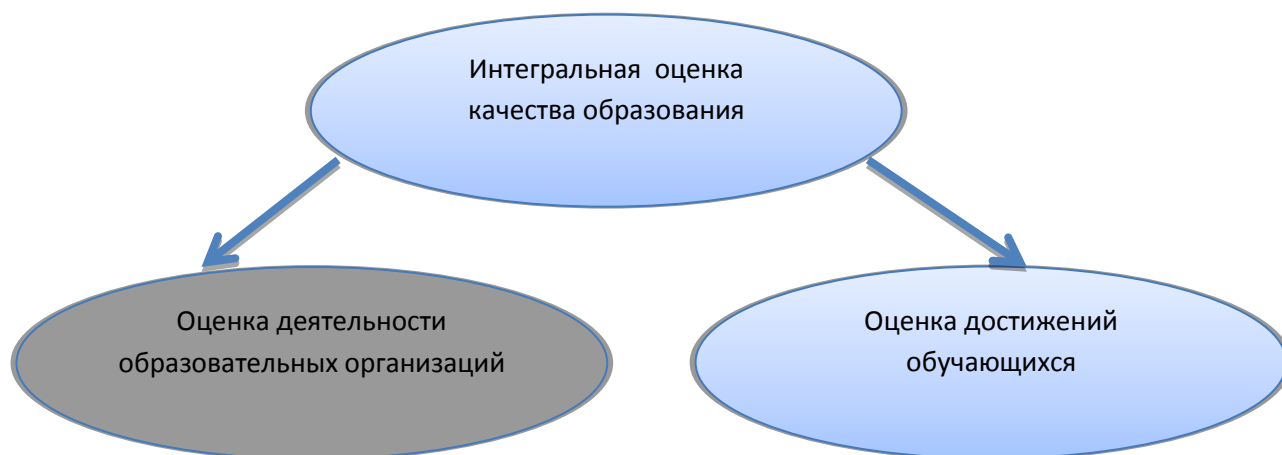 Интегральная оценка
качества образования
Оценка деятельности
образовательных организаций
Оценка достижений
обучающихся